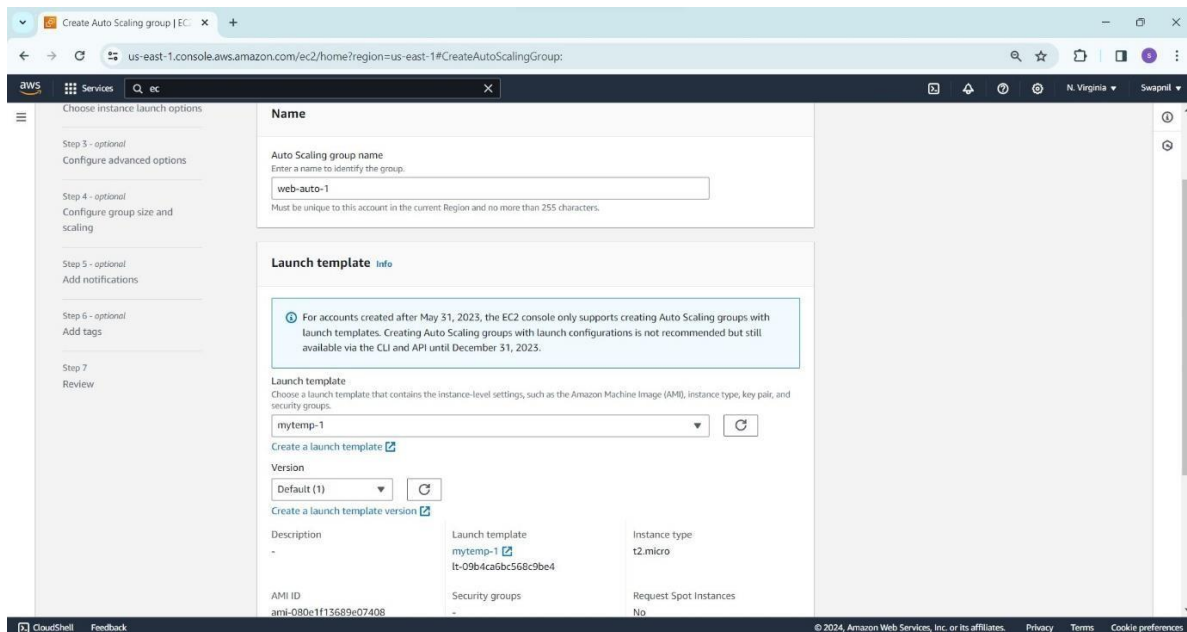 Create Auto Scaling group | EC
us-east-1.console.aws.amazon.com/ec2/home?region=us-east-1#CreateAutoScalingGroup:
S
aws
Services
ec
N. Virginia
Swapnil
Choose instance launch options
Step 3 - optional
Configure advanced options
Step 4 - optional
Configure group size and
scaling
Step 5 - optional
Add notifications
Step 6 - optional
Add tags
Step 7
Review
Name
Auto Scaling group name
Enter a name to identify the group.
web-auto-1
Must be unique to this account in the current Region and no more than 255 characters.
Launch template Info
For accounts created after May 31, 2023, the EC2 console only supports creating Auto Scaling groups with
launch templates. Creating Auto Scaling groups with launch configurations is not recommended but still
available via the CLI and API until December 31, 2023.
Launch template
Choose a launch template that contains the instance-level settings, such as the Amazon Machine Image (AMI), instance type, key pair, and
security groups.
mytemp-1
Create a launch template
Version
Default (1)
Create a launch template version
Description
-
Launch template
mytemp-1
lt-09b4ca6bc568c9be4
Instance type
t2.micro
AMI ID
ami-080e1f13689e07408
Security groups
-
Request Spot Instances
No
CloudShell
Feedback
© 2024, Amazon Web Services, Inc. or its affiliates.
Privacy
Terms
Cookie preferences